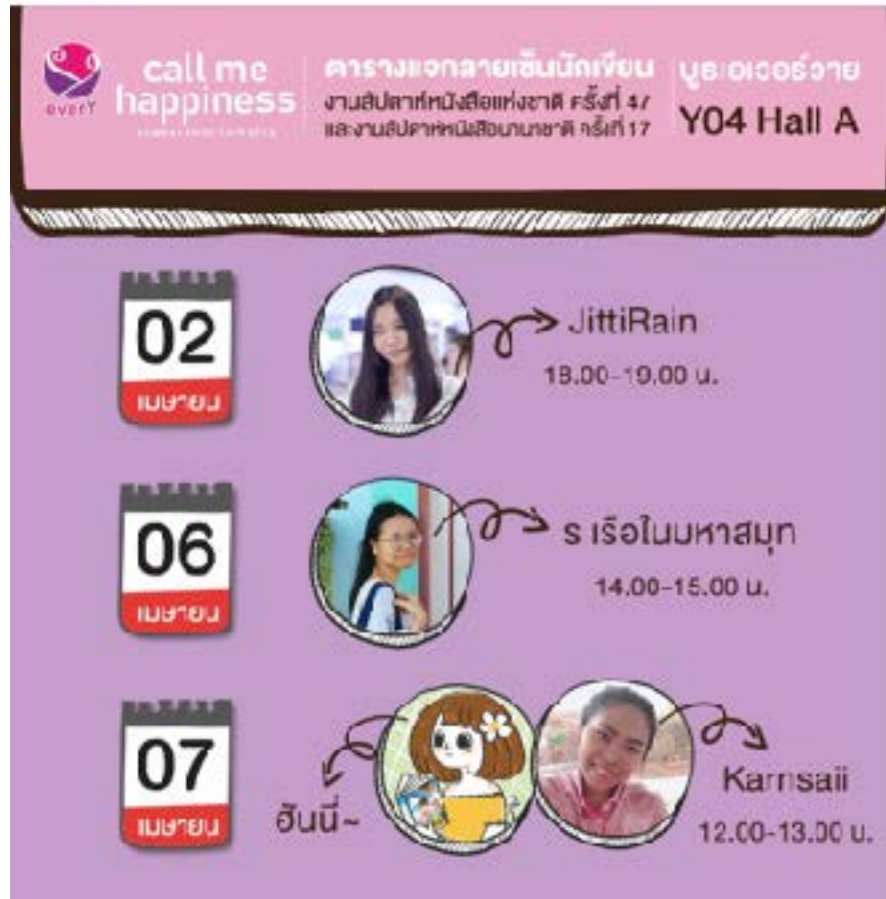 everY
call me
happiness
ตารางแจกลายเซ็นนักเขียน
งานสัปดาห์หนังสือแห่งชาติ ครั้งที่ 47
และงานสัปดาห์หนังสือนานาชาติ ครั้งที่ 17
บูธเอเวอร์วาย
Y04 Hall A
02
เมษายน
JittiRain
18.00-19.00 น.
06
เมษายน
ร เรือในมหาสมุท
14.00-15.00 น.
07
เมษายน
ฮันนี่~
Karnsaii
12.00-13.00 น.